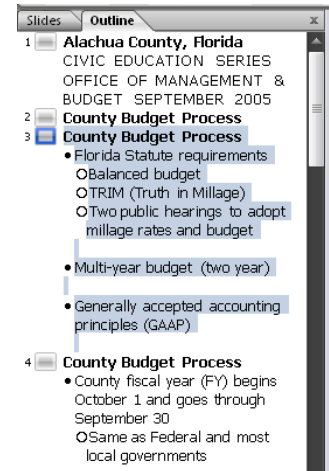 Slides Outline x
1 Alachua County, Florida
CIVIC EDUCATION SERIES
OFFICE OF MANAGEMENT &
BUDGET SEPTEMBER 2005
2 County Budget Process
3 County Budget Process
• Florida Statute requirements
O Balanced budget
O TRIM (Truth in Millage)
O Two public hearings to adopt
millage rates and budget
• Multi-year budget (two year)
• Generally accepted accounting
principles (GAAP)
4 County Budget Process
• County fiscal year (FY) begins
October 1 and goes through
September 30
O Same as Federal and most
local governments